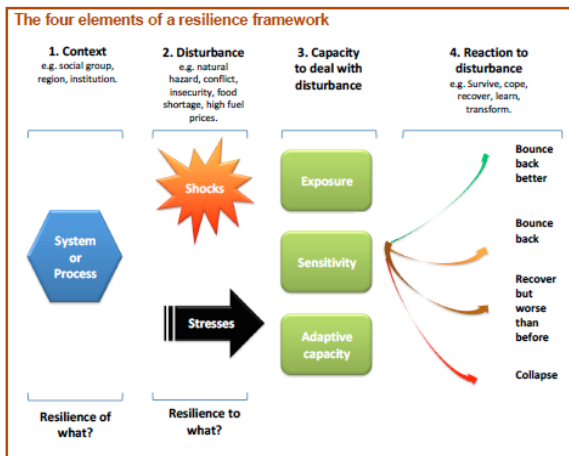 The four elements of a resilience framework
1. Context
e.g. social group,
region, institution.
2. Disturbance
e.g. natural
hazard, conflict,
insecurity, food
shortage, high fuel
prices.
3. Capacity
to deal with
disturbance
4. Reaction to
disturbance
e.g. Survive, cope,
recover, learn,
transform.
System
or
Process
Shocks
Stresses
Exposure
Sensitivity
Adaptive
capacity
Bounce
back
better
Bounce
back
Recover
but
worse
than
before
Collapse
Resilience of
what?
Resilience to
what?